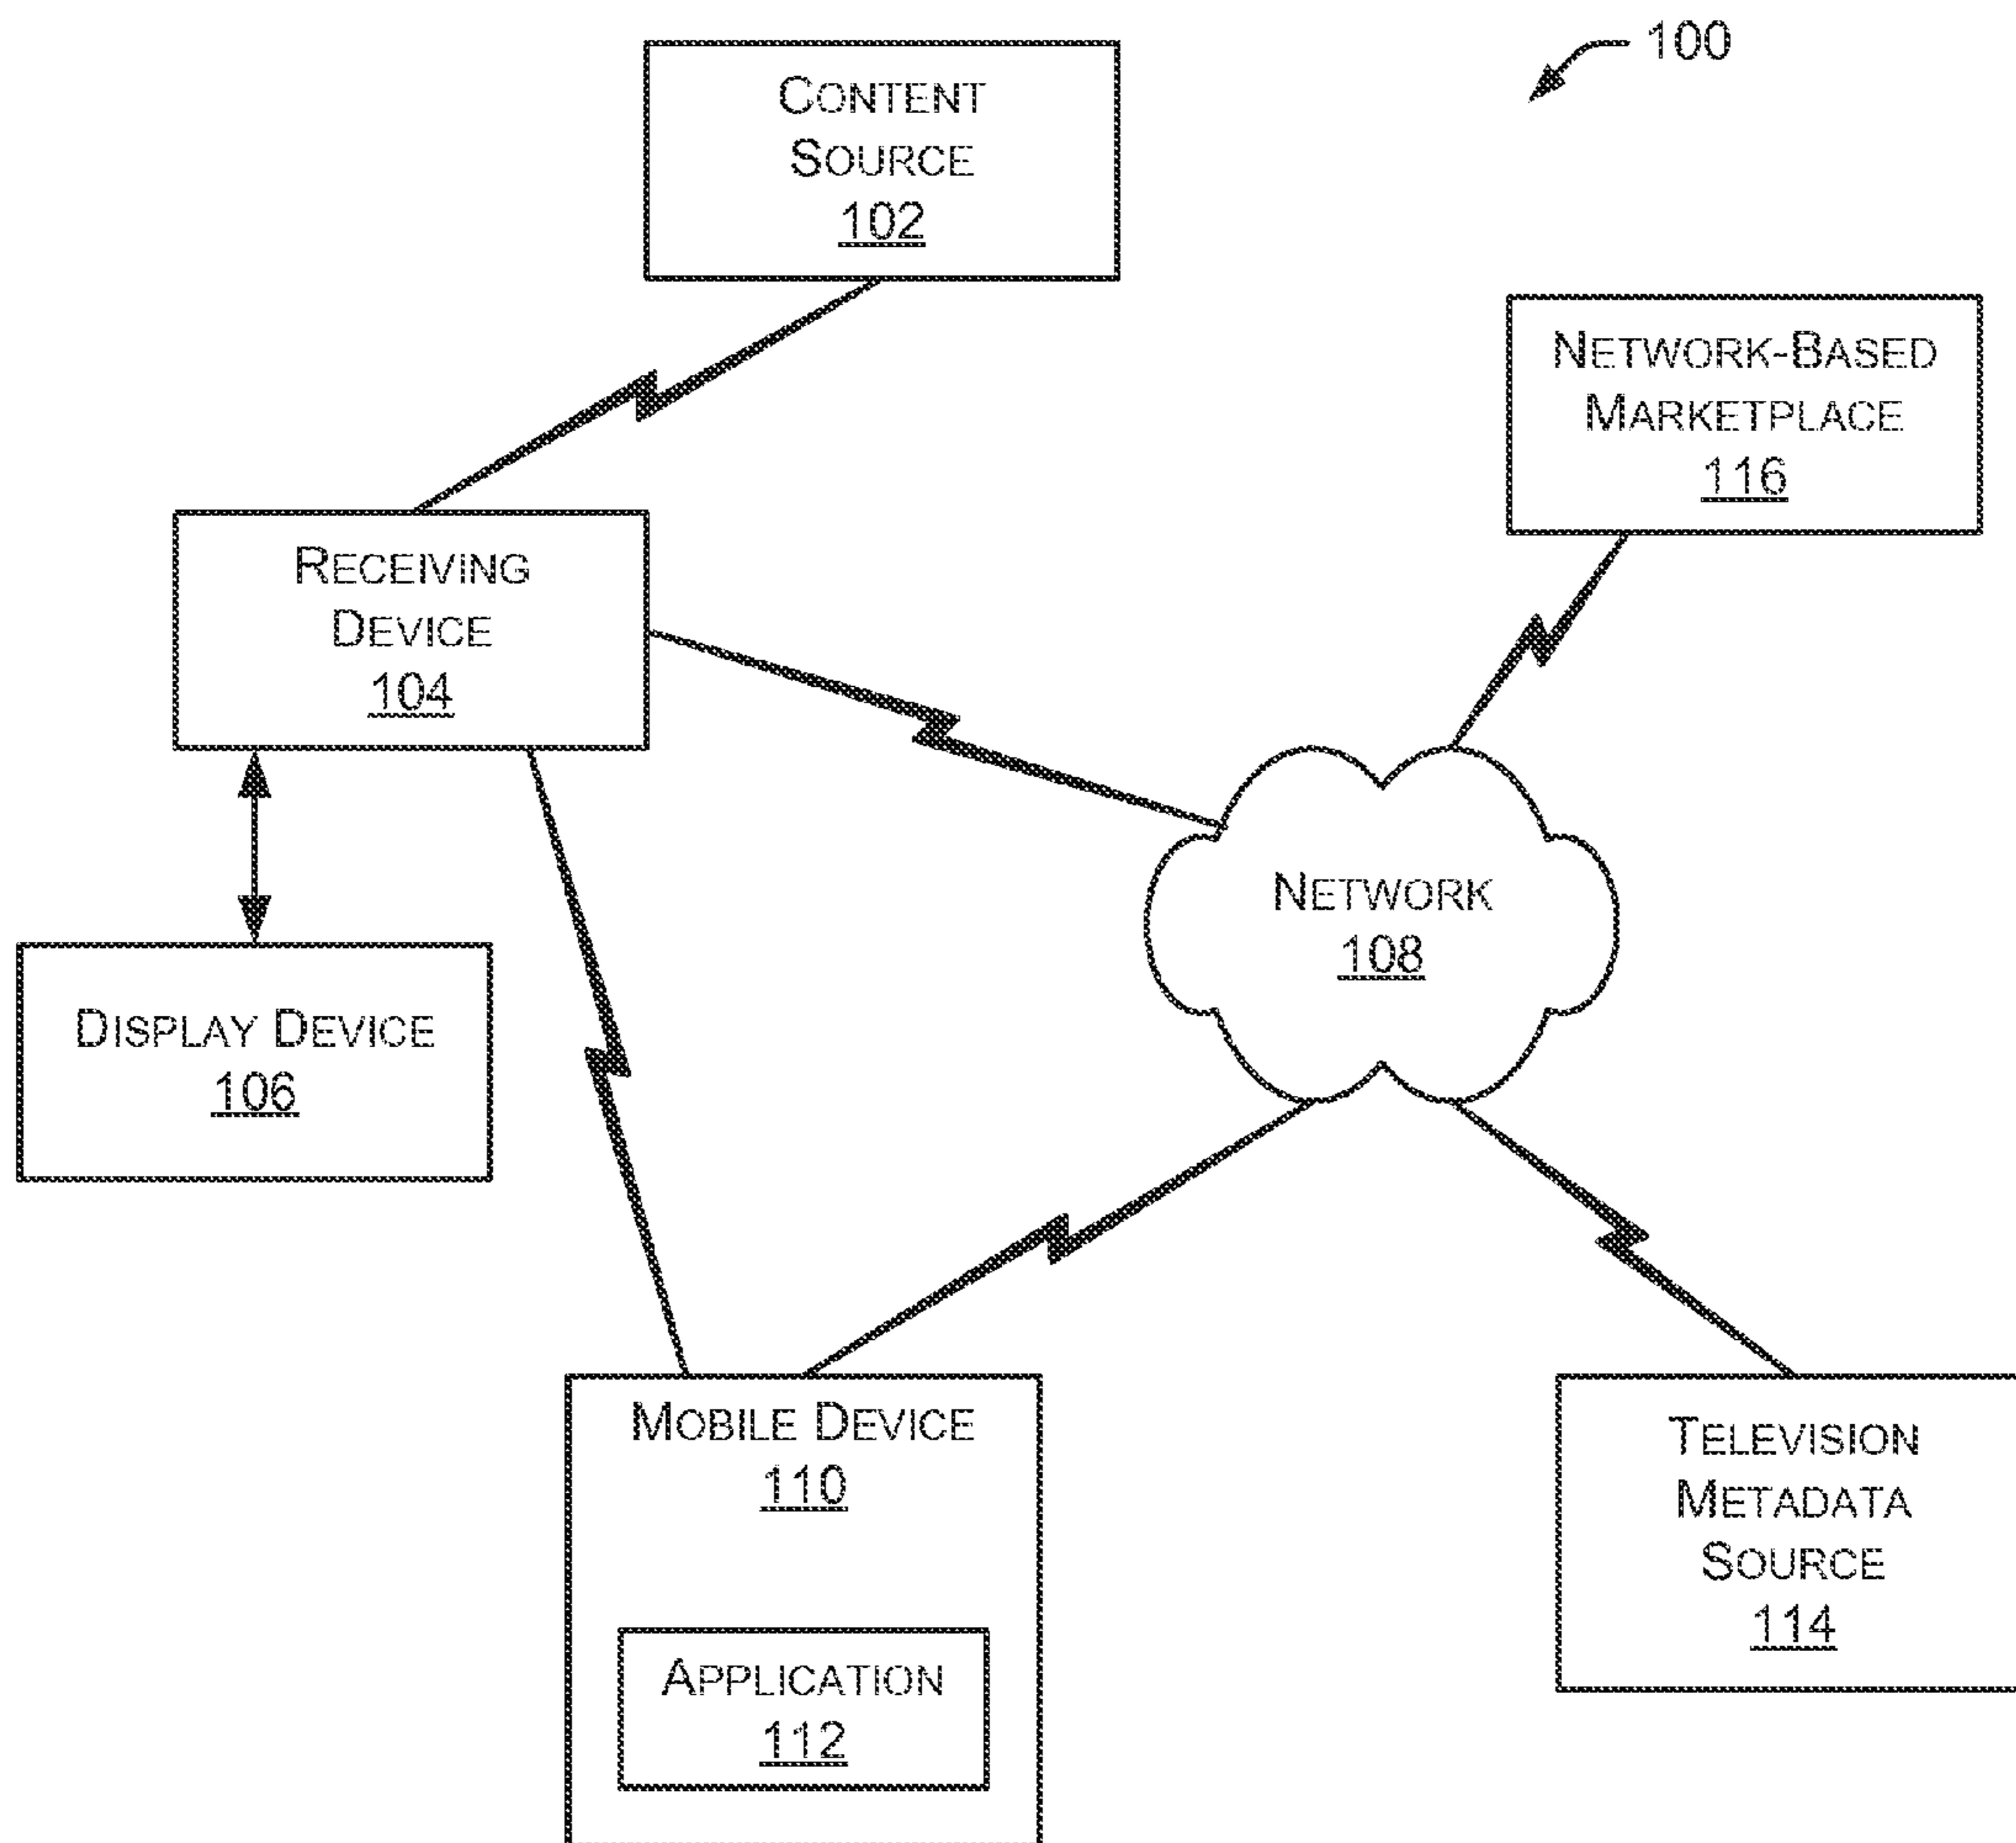 100
CONTENT
SOURCE
102
NETWORK-BASED
MARKETPLACE
116
RECEIVING
DEVICE
104
NETWORK
108
DISPLAY DEVICE
106
MOBILE DEVICE
110
APPLICATION
112
TELEVISION
METADATA
SOURCE
114